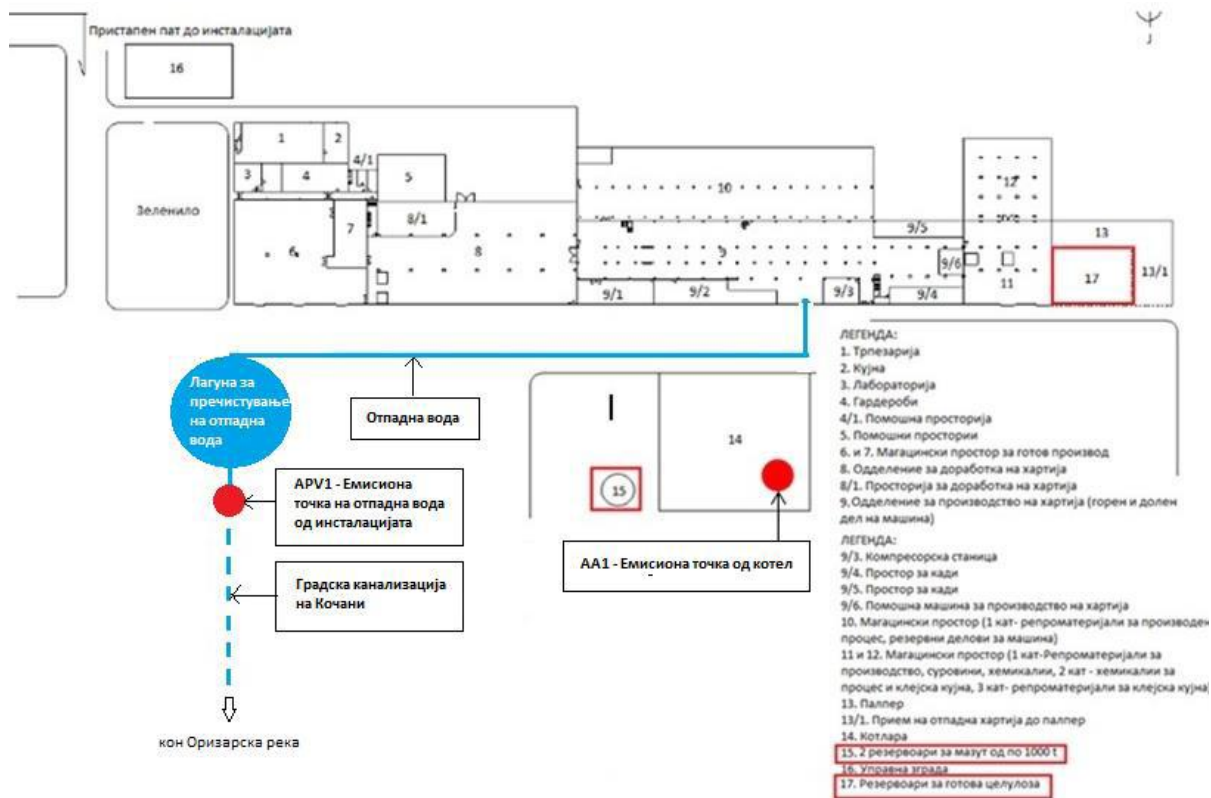 Пристапен пат до инсталацијата
Ј
16
1
2
3
4
4/1
5
Зеленило
6
7
8/1
8
10
9
9/1
9/2
9/3
9/4
9/5
9/6
12
11
13
17
13/1
Лагуна за
пречистување
на отпадна
вода
Отпадна вода
APV1 - Емисиона
точка на отпадна вода
од инсталацијата
Градска канализација
на Кочани
кон Оризарска река
14
15
АА1 - Емисиона точка од котел
ЛЕГЕНДА:
1. Трпезарија
2. Кујна
3. Лабораторија
4. Гардероби
4/1. Помошна просторија
5. Помошни простории
6. и 7. Магацински простор за готов производ
8. Одделение за доработка на хартија
8/1. Просторија за доработка на хартија
9. Одделение за производство на хартија (горен и долен
дел на машина)
ЛЕГЕНДА:
9/3. Компресорска станица
9/4. Простор за кади
9/5. Простор за кади
9/6. Помошна машина за производство на хартија
10. Магацински простор (1 кат- репроматеријали за производен
процес, резервни делови за машина)
11 и 12. Магацински простор (1 кат-Репроматеријали за
производство, суровини, хемикалии, 2 кат - хемикалии за
процес и клејска кујна, 3 кат- репроматеријали за клејска кујна)
13. Палпер
13/1. Прием на отпадна хартија до палпер
14. Котлара
15. 2 резервоари за мазут од по 1000 t
16. Управна зграда
17. Резервоари за готова целулоза